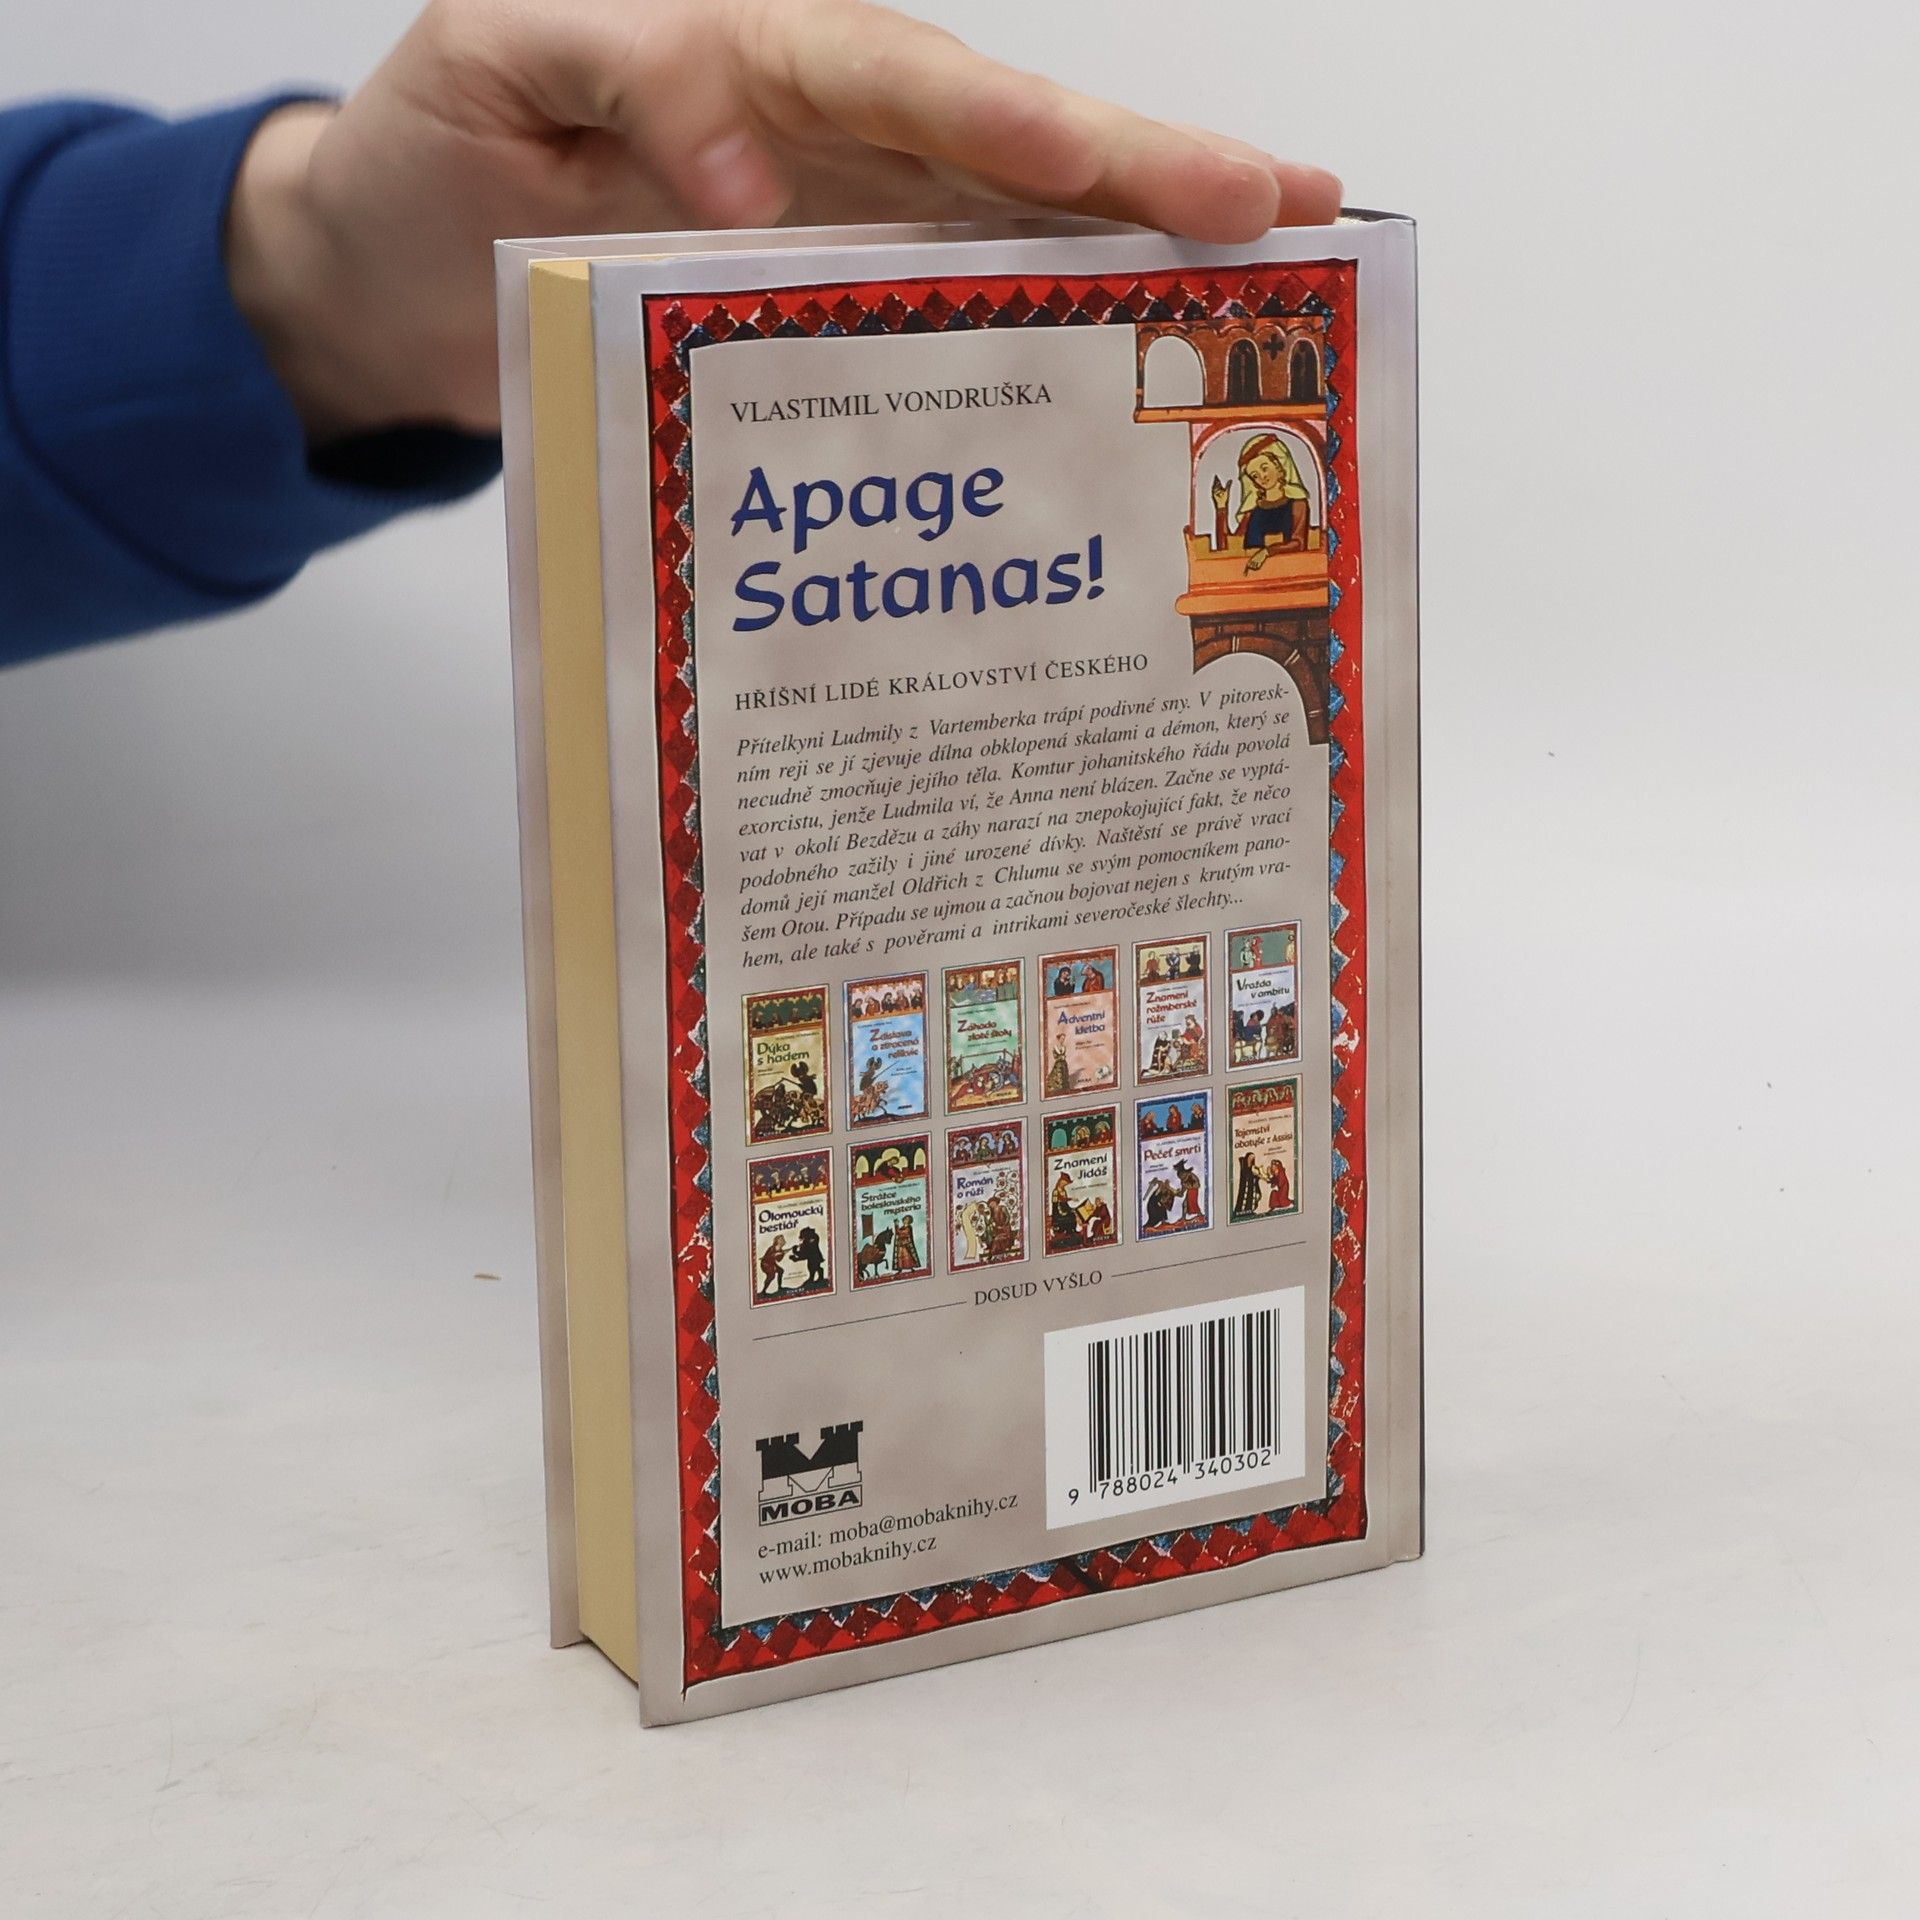 VLASTIMIL VONDRUŠKA
Apage
Satanas!
HŘÍŠNÍ LIDÉ KRÁLOVSTVÍ ČESKÉHO
Přítelkyni Ludmily z Vartemberka trápí podivné sny. V pitoresk-
ním reji se jí zjevuje dílna obklopená skalami a démon, který se
necudně zmocňuje jejího těla. Komtur johanitského řádu povolá
exorcistu, jenže Ludmila ví, že Anna není blázen. Začne se vyptá-
vat v okolí Bezdězu a záhy narazí na znepokojující fakt, že něco
podobného zažily i jiné urozené dívky. Naštěstí se právě vrací
domů její manžel Oldřich z Chlumu se svým pomocníkem pano-
šem Otou. Případu se ujmou a začnou bojovat nejen s krutým vra-
hem, ale také s pověrami a intrikami severočeské šlechty...
Dýka
s hadem
Zdislava
a ztracená
relikvie
Záhada
zlaté štoly
Adventní
kletba
Znamení
rožmberské
růže
Vražda
v ambitu
Olomoucký
bestiář
Strážce
boleslavského
mysteria
Román
o růži
Znamení
Jidáš
Pečeť smrti
Tajemství
abatyše z Assisi
DOSUD VYŠLO
MOBA
e-mail: moba@mobaknihy.cz
www.mobaknihy.cz
9 788024 340302